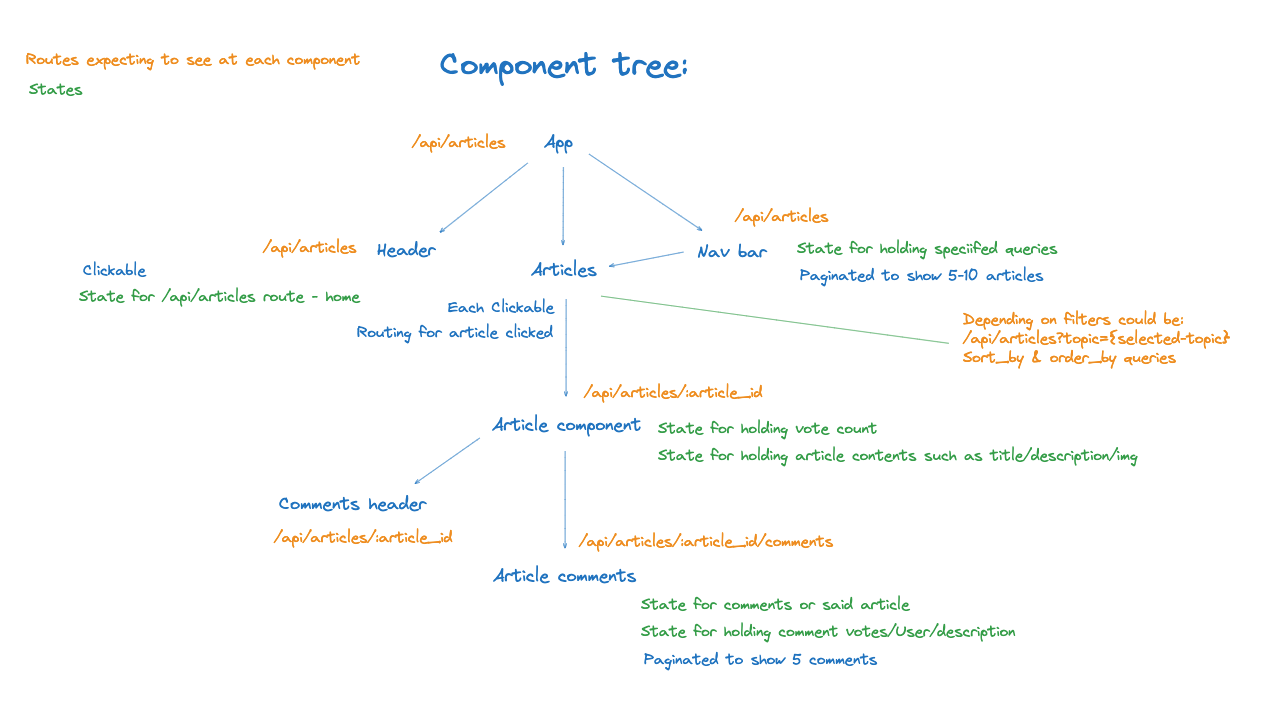 Routes expecting to see at each component
States
Component tree:
/api/articles
App
/api/articles
Header
Clickable
State for /api/articles route - home
Articles
/api/articles
Nav bar
State for holding speciifed queries
Paginated to show 5-10 articles
Each Clickable
Routing for article clicked
Depending on filters could be:
/api/articles?topic={selected-topic}
Sort_by & order_by queries
/api/articles/:article_id
Article component
State for holding vote count
State for holding article contents such as title/description/img
Comments header
/api/articles/:article_id
/api/articles/:article_id/comments
Article comments
State for comments or said article
State for holding comment votes/User/description
Paginated to show 5 comments